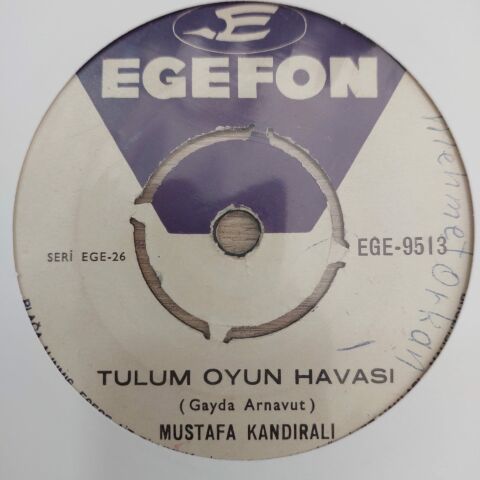 EGEFON
SERİ EGE-26
EGE-9513
Mehmet Orkan
TULUM OYUN HAVASI
(Gayda Arnavut)
MUSTAFA KANDIRALI